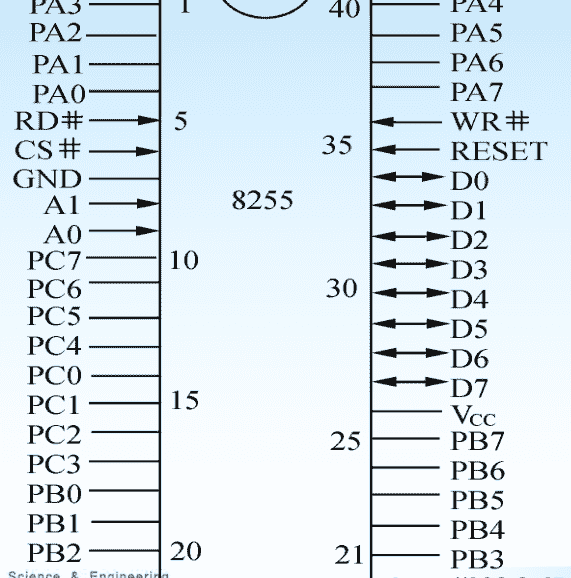 PA3 1 40 PA4
PA2 PA5
PA1 PA6
PA0 PA7
RD# 5 WR#
CS# 35 RESET
GND D0
A1 8255 D1
A0 D2
PC7 10 D3
PC6 30 D4
PC5 D5
PC4 D6
PC0 D7
PC1 15 Vcc
PC2 25 PB7
PC3 PB6
PB0 PB5
PB1 PB4
PB2 20 21 PB3
Science & Engineering